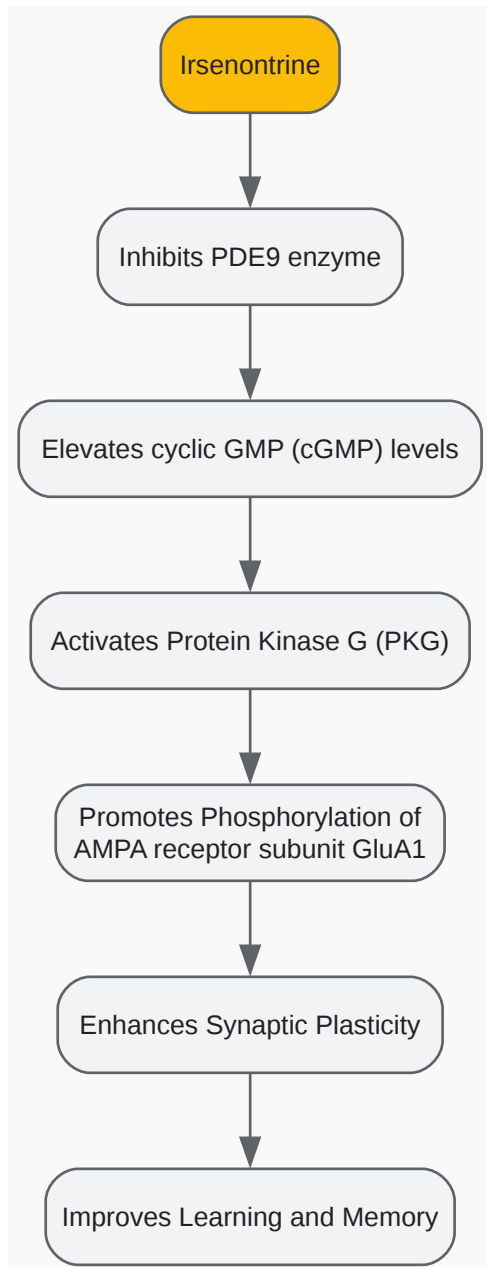 Irsenontrine
Inhibits PDE9 enzyme
Elevates cyclic GMP (cGMP) levels
Activates Protein Kinase G (PKG)
Promotes Phosphorylation of
AMPA receptor subunit GluA1
Enhances Synaptic Plasticity
Improves Learning and Memory